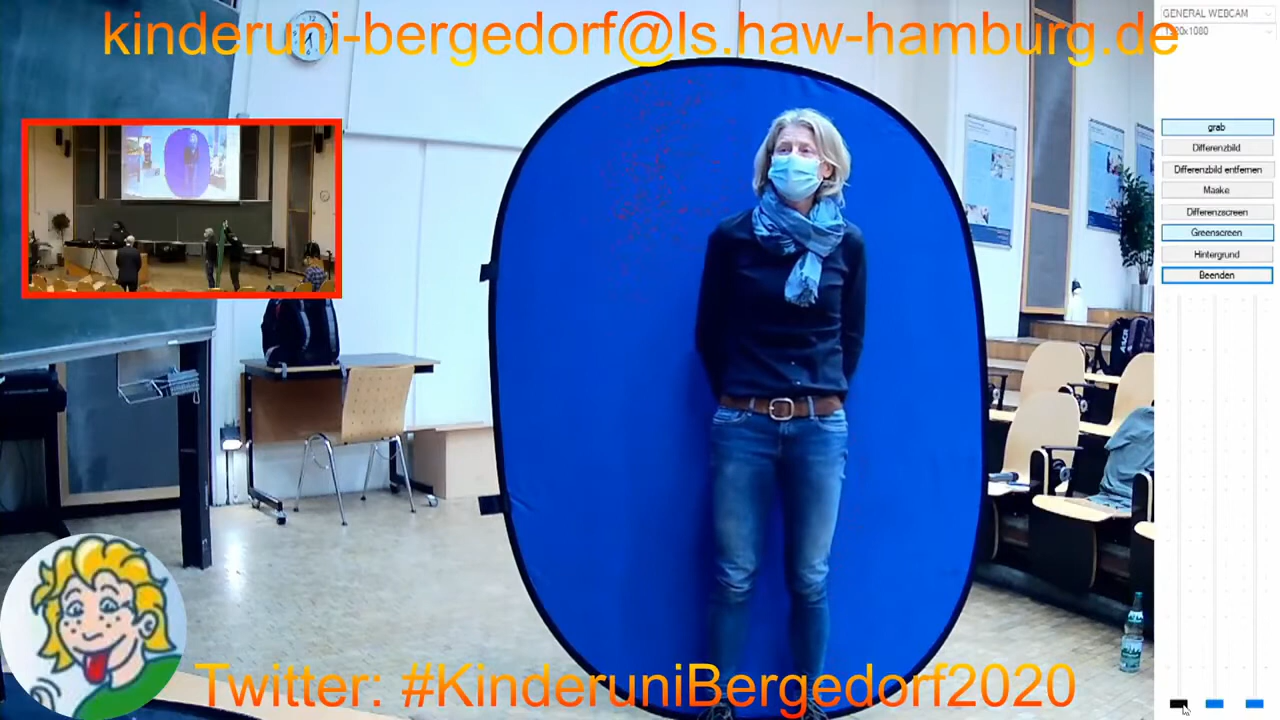 kinderuni-bergedorf@ls.haw-hamburg.de
GENERAL WEBCAM
1920x1080
grab
Differenzbild
Differenzbild entfernen
Maske
Differenzscreen
Greenscreen
Hintergrund
Beenden
Twitter: #KinderuniBergedorf2020